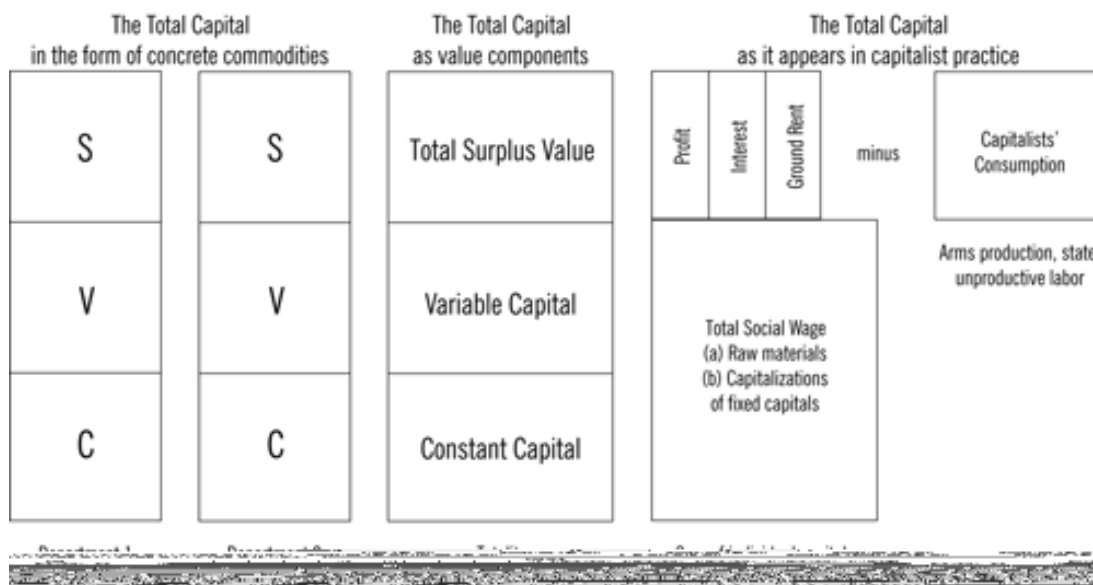 The Total Capital
in the form of concrete commodities
The Total Capital
as value components
The Total Capital
as it appears in capitalist practice
S
S
Total Surplus Value
Profit
Interest
Ground Rent
minus
Capitalists'
Consumption
V
V
Variable Capital
Arms production, state
unproductive labor
Total Social Wage
(a) Raw materials
(b) Capitalizations
of fixed capitals
C
C
Constant Capital